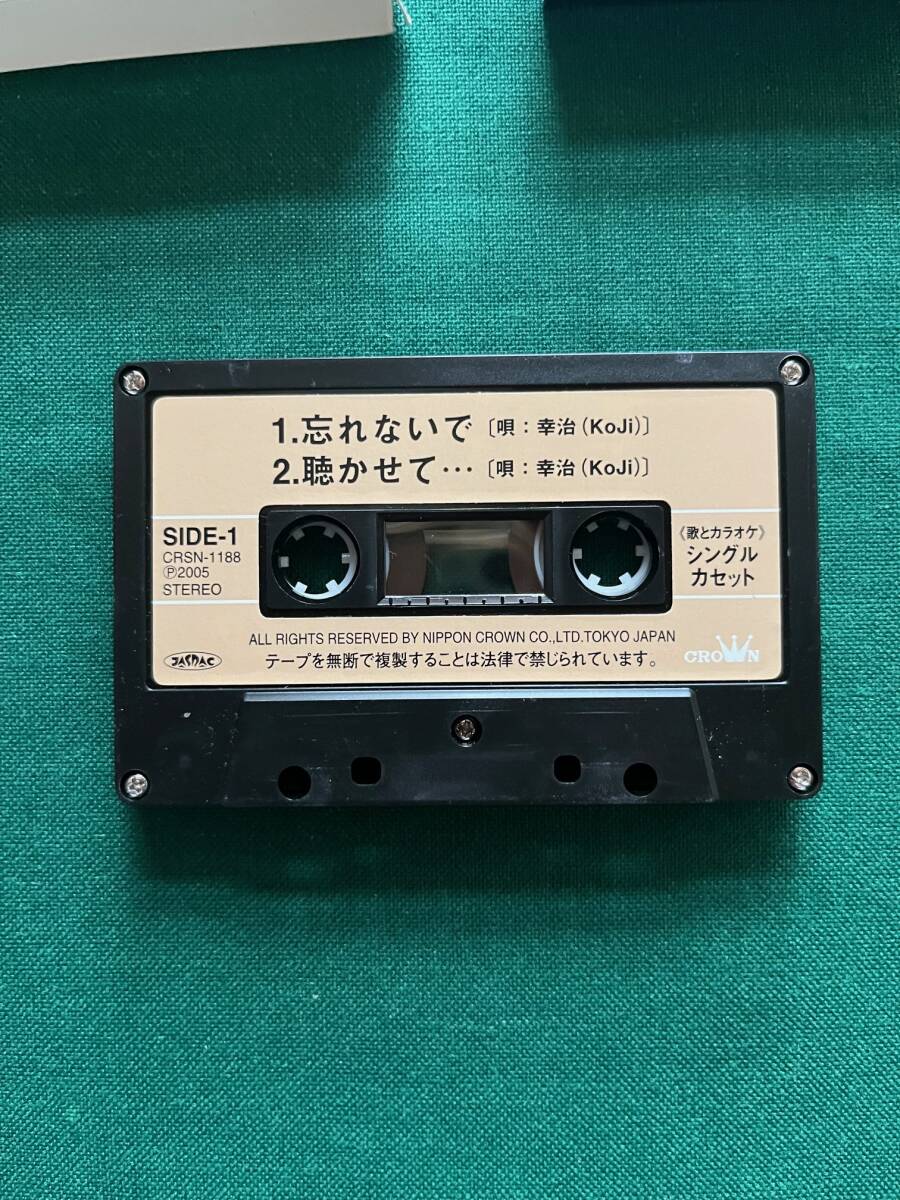 1.忘れないで〔唄:幸治(KoJi)〕
2.聴かせて…〔唄:幸治(KoJi)〕
SIDE-1
CRSN-1188
Ⓟ2005
STEREO
《歌とカラオケ》
シングル
カセット
ALL RIGHTS RESERVED BY NIPPON CROWN CO.,LTD.TOKYO JAPAN
JASRAC
テープを無断で複製することは法律で禁じられています。
CROWN